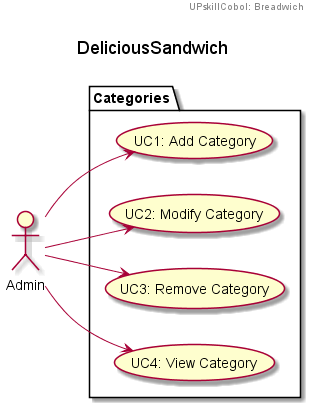 UPskillCobol: Breadwich
DeliciousSandwich
Categories
UC1: Add Category
UC2: Modify Category
UC3: Remove Category
UC4: View Category
Admin